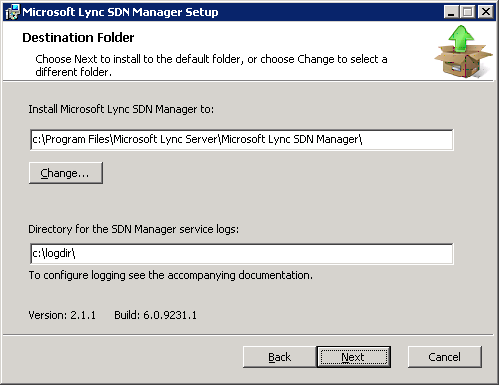 Microsoft Lync SDN Manager Setup
Destination Folder
Choose Next to install to the default folder, or choose Change to select a
different folder.
Install Microsoft Lync SDN Manager to:
c:\Program Files\Microsoft Lync Server\Microsoft Lync SDN Manager\
Change...
Directory for the SDN Manager service logs:
c:\logdir\
To configure logging see the accompanying documentation.
Version: 2.1.1 Build: 6.0.9231.1
Back Next Cancel